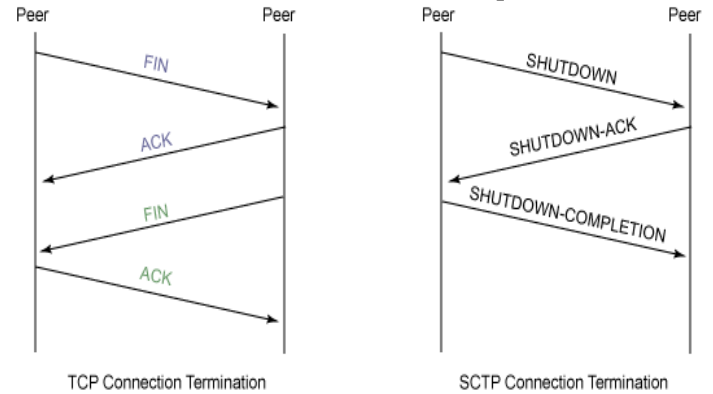 Peer
Peer
FIN
ACK
FIN
ACK
TCP Connection Termination
Peer
Peer
SHUTDOWN
SHUTDOWN-ACK
SHUTDOWN-COMPLETION
SCTP Connection Termination